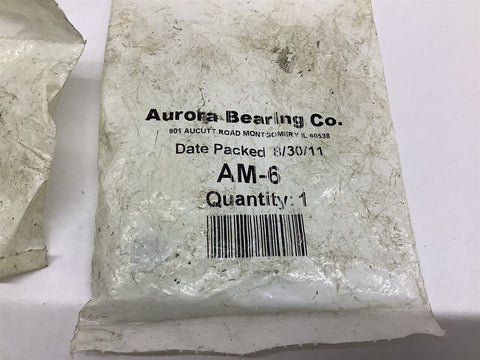 Aurora Bearing Co.
901 AUCUTT ROAD MONTGOMERY IL 60538
Date Packed 8/30/11
AM-6
Quantity: 1